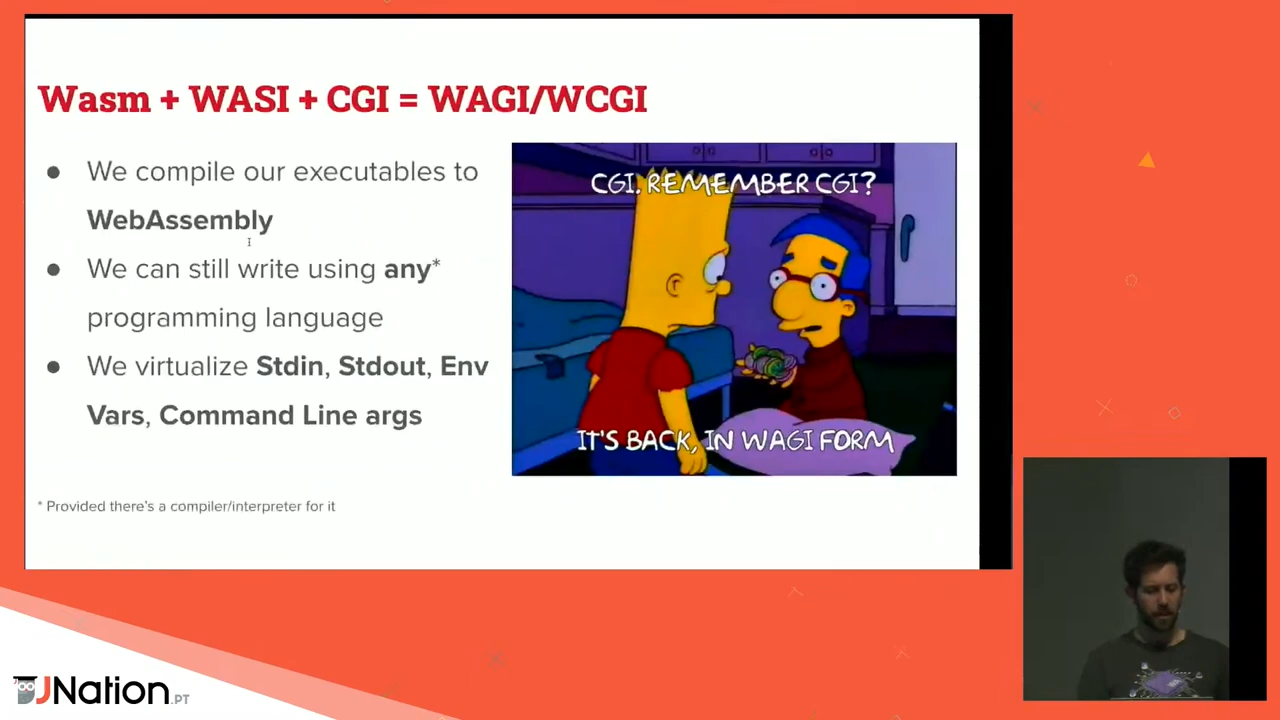 Wasm + WASI + CGI = WAGI/WCGI
● We compile our executables to
WebAssembly
● We can still write using any*
programming language
● We virtualize Stdin, Stdout, Env
Vars, Command Line args
* Provided there's a compiler/interpreter for it
CGI. REMEMBER CGI?
IT'S BACK, IN WAGI FORM
JNation.PT